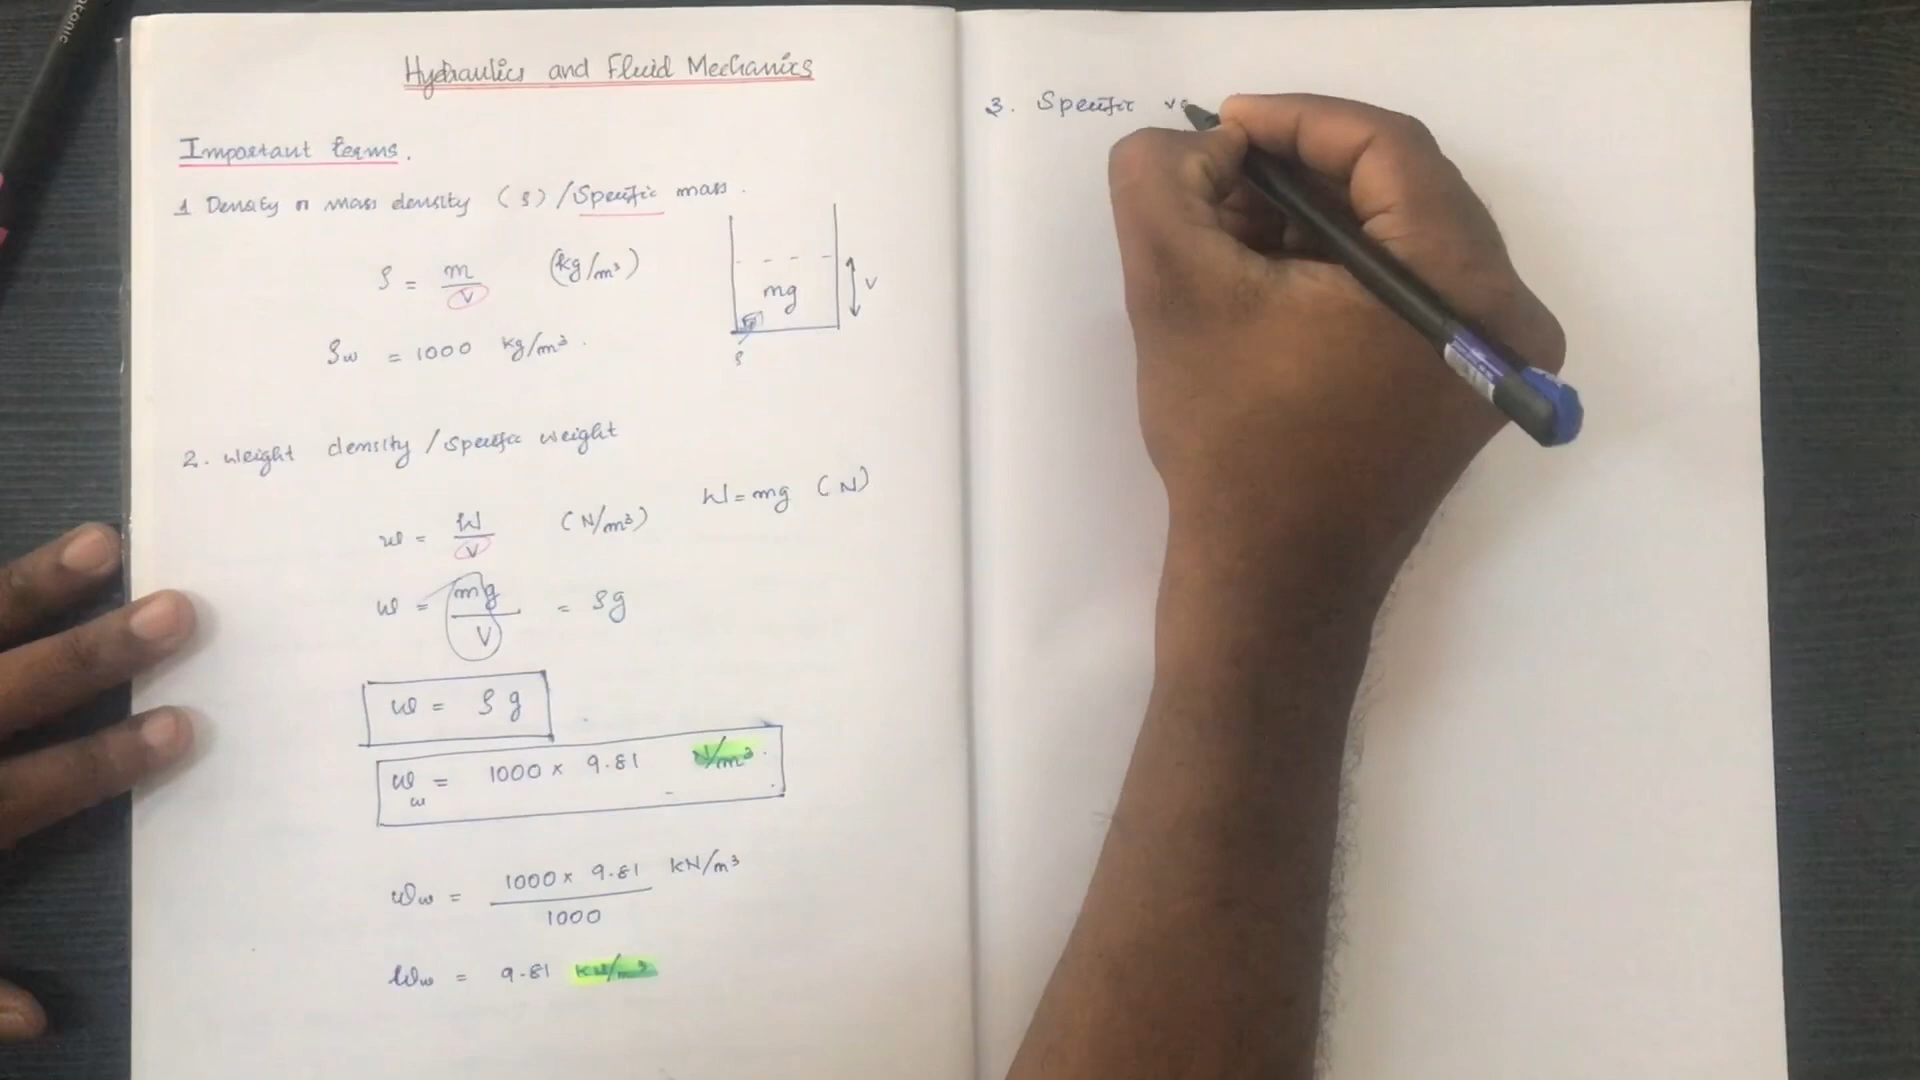 Hydraulics and Fluid Mechanics
Important terms.
1 Density or mass density (ρ) / Specific mass.
ρ = m/V (kg/m³)
mg
V
ρ
ρw = 1000 kg/m³.
2. Weight density / Specific weight
W = mg (N)
w = W/V (N/m³)
w = mg/V = ρg
w = ρg
ww = 1000 × 9.81 N/m³.
ww = 1000 × 9.81 / 1000 kN/m³
ww = 9.81 kN/m³
3. Specific vo